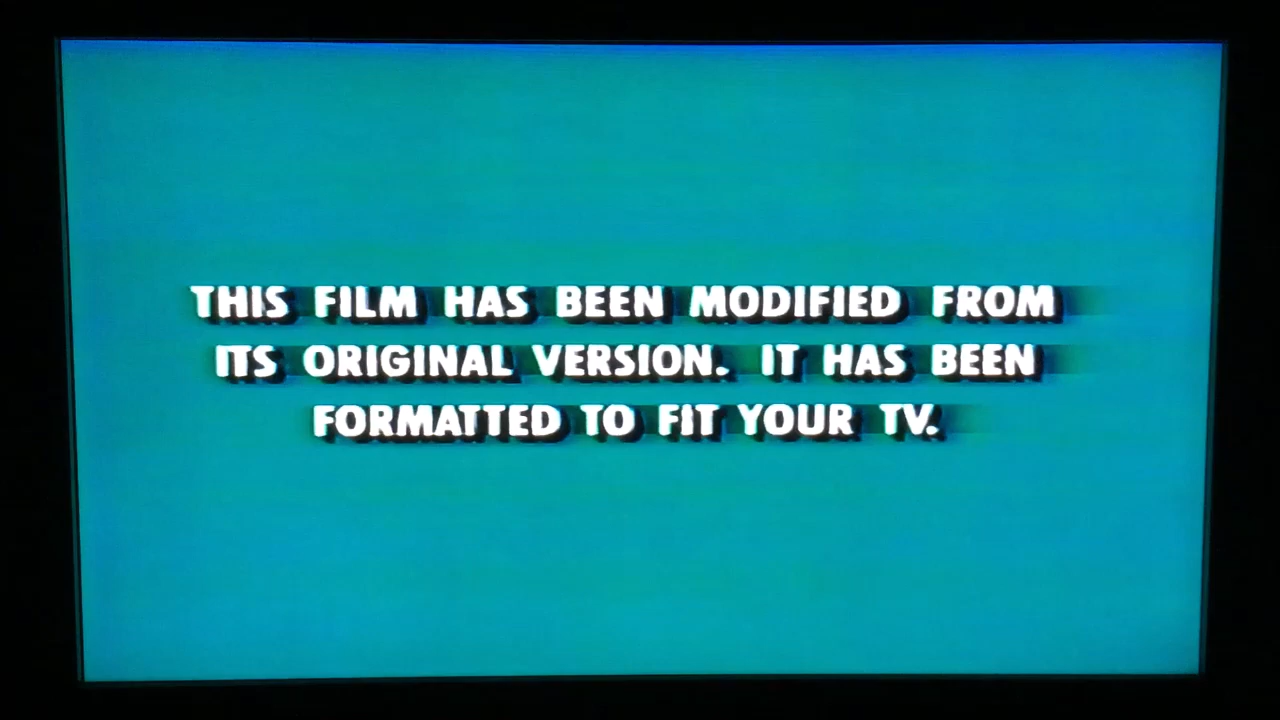 THIS FILM HAS BEEN MODIFIED FROM
ITS ORIGINAL VERSION. IT HAS BEEN
FORMATTED TO FIT YOUR TV.